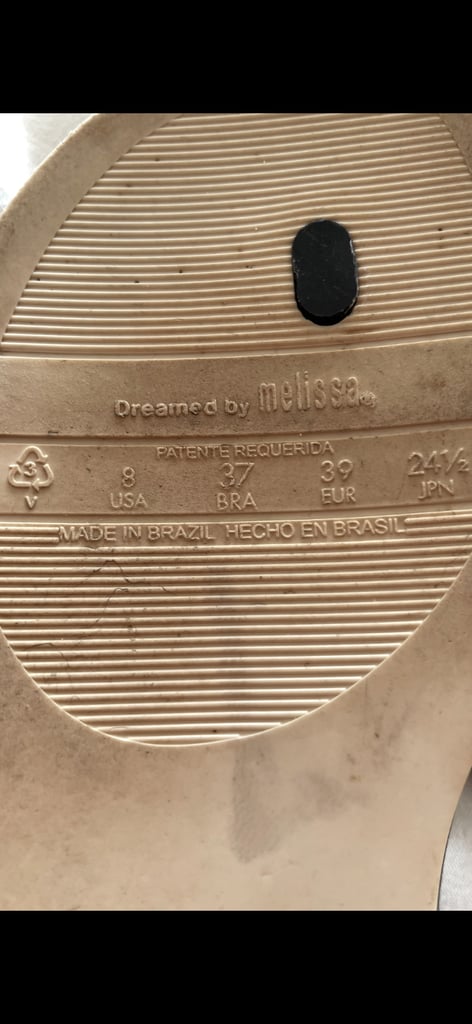 Dreamed by melissa®
PATENTE REQUERIDA
3 8 37 39 24½
V USA BRA EUR JPN
MADE IN BRAZIL HECHO EN BRASIL